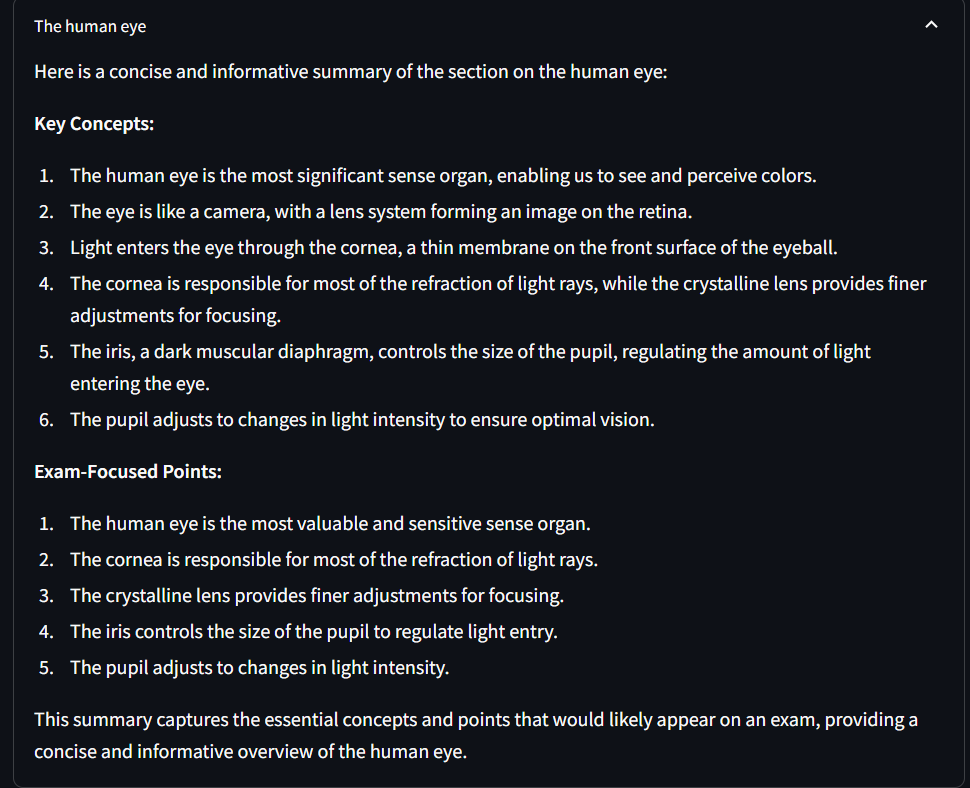 The human eye
Here is a concise and informative summary of the section on the human eye:
Key Concepts:
1. The human eye is the most significant sense organ, enabling us to see and perceive colors.
2. The eye is like a camera, with a lens system forming an image on the retina.
3. Light enters the eye through the cornea, a thin membrane on the front surface of the eyeball.
4. The cornea is responsible for most of the refraction of light rays, while the crystalline lens provides finer
adjustments for focusing.
5. The iris, a dark muscular diaphragm, controls the size of the pupil, regulating the amount of light
entering the eye.
6. The pupil adjusts to changes in light intensity to ensure optimal vision.
Exam-Focused Points:
1. The human eye is the most valuable and sensitive sense organ.
2. The cornea is responsible for most of the refraction of light rays.
3. The crystalline lens provides finer adjustments for focusing.
4. The iris controls the size of the pupil to regulate light entry.
5. The pupil adjusts to changes in light intensity.
This summary captures the essential concepts and points that would likely appear on an exam, providing a
concise and informative overview of the human eye.